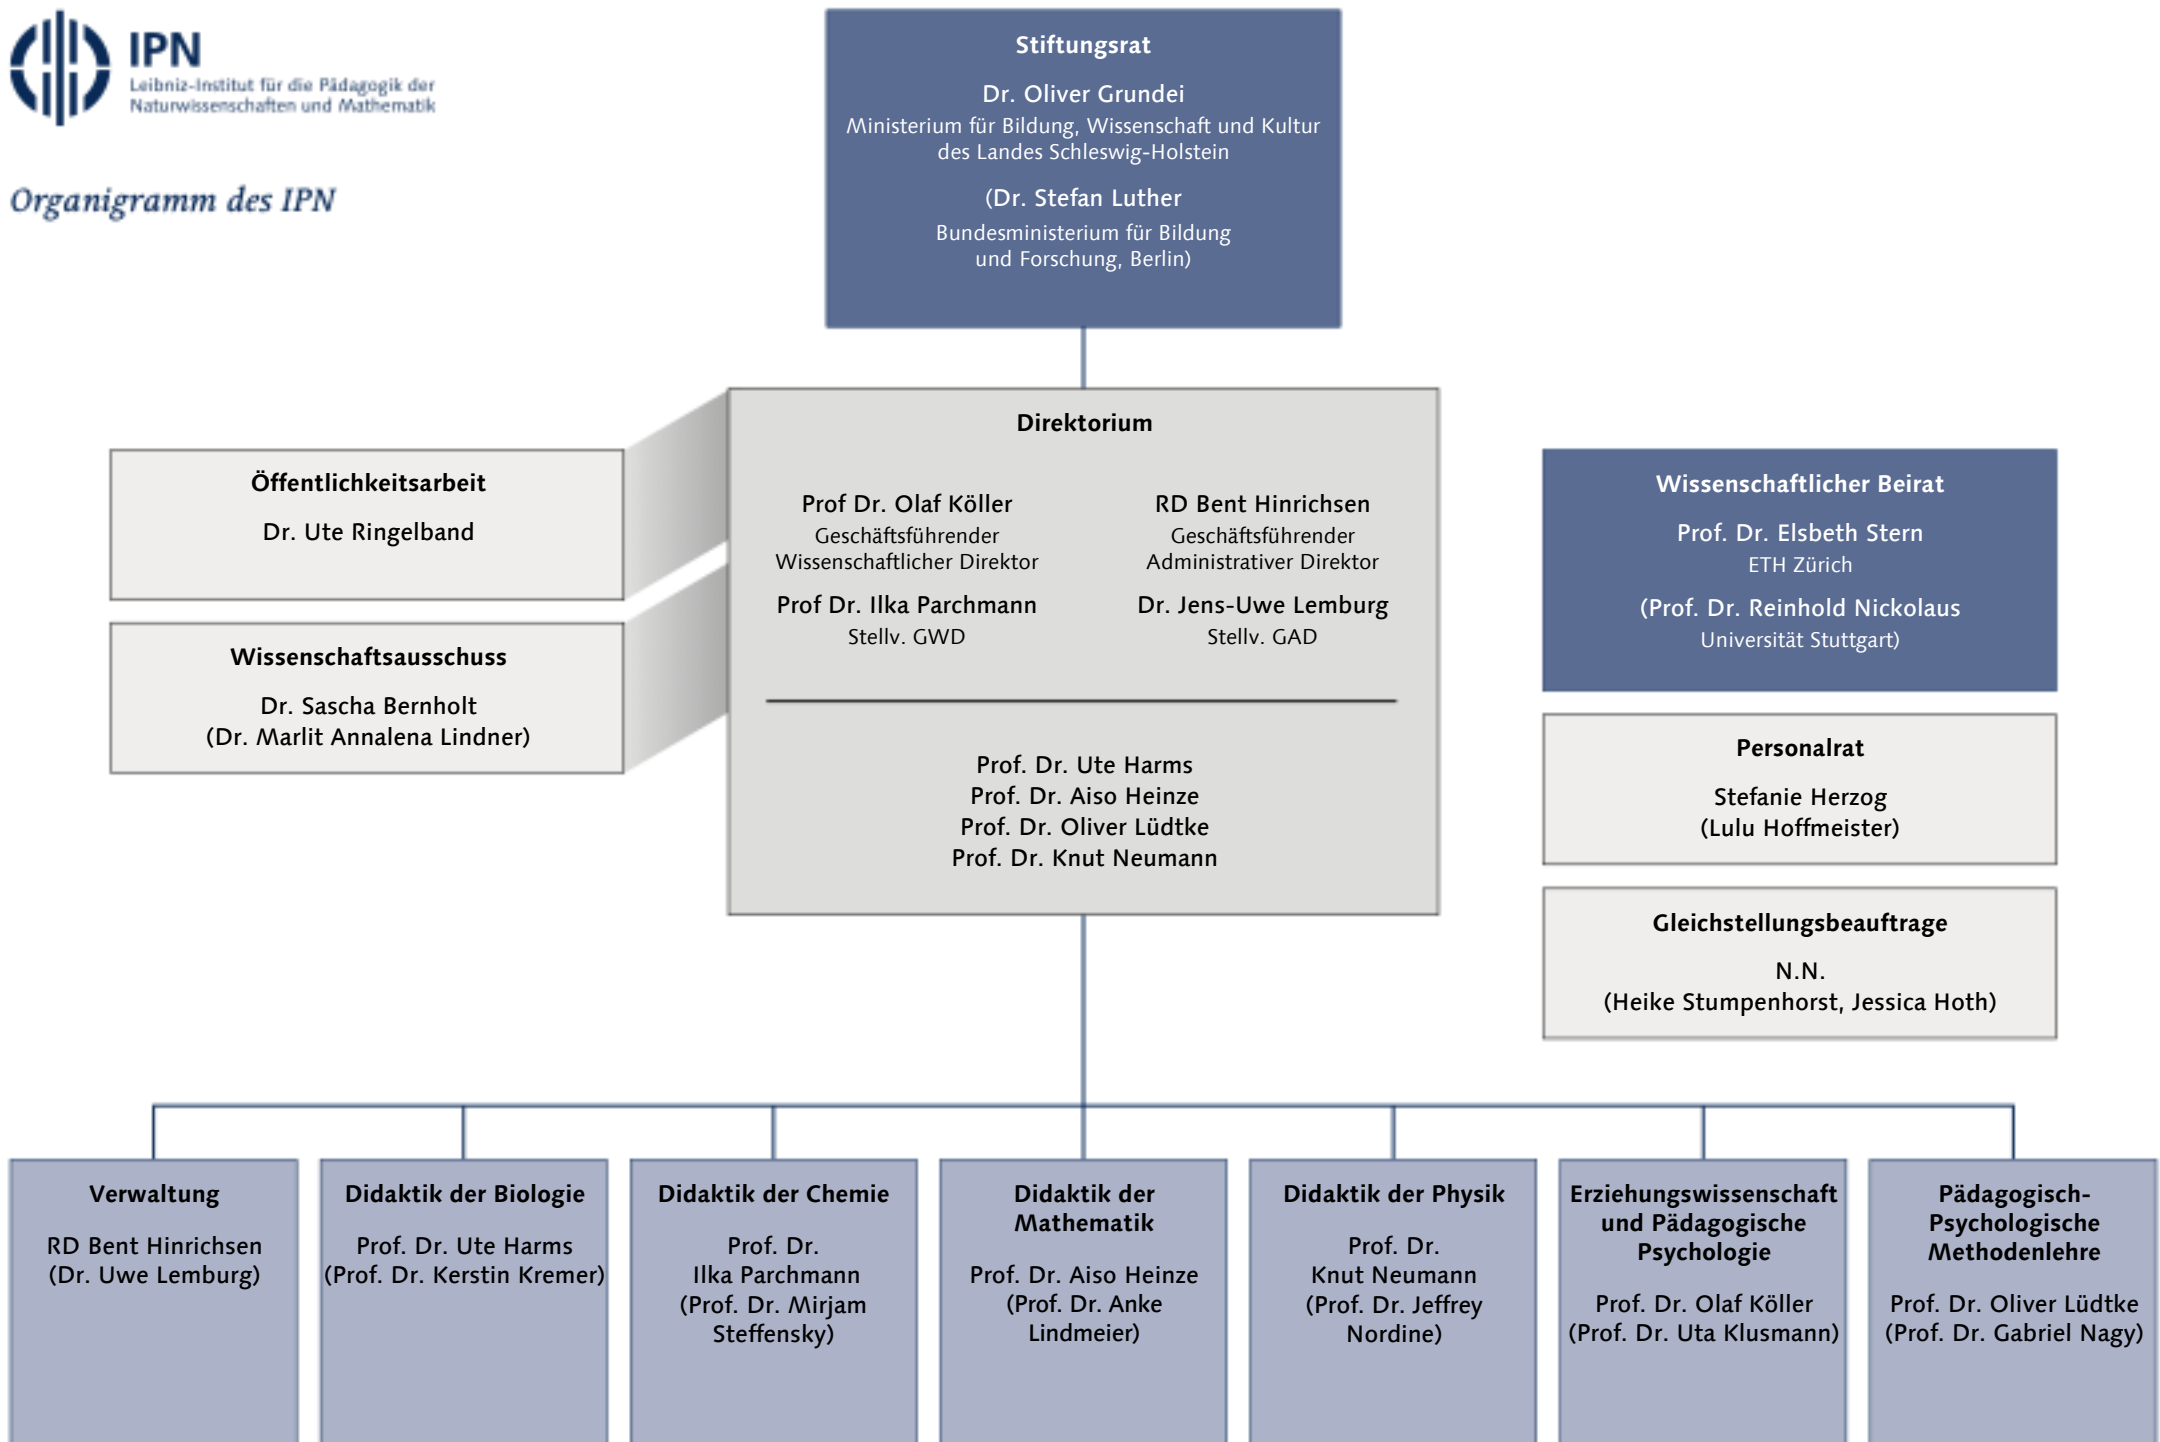 IPN
Leibniz-Institut für die Pädagogik der
Naturwissenschaften und Mathematik
Organigramm des IPN
Stiftungsrat
Dr. Oliver Grundei
Ministerium für Bildung, Wissenschaft und Kultur
des Landes Schleswig-Holstein
(Dr. Stefan Luther
Bundesministerium für Bildung
und Forschung, Berlin)
Direktorium
Prof Dr. Olaf Köller
Geschäftsführender
Wissenschaftlicher Direktor
Prof Dr. Ilka Parchmann
Stellv. GWD
RD Bent Hinrichsen
Geschäftsführender
Administrativer Direktor
Dr. Jens-Uwe Lemburg
Stellv. GAD
Prof. Dr. Ute Harms
Prof. Dr. Aiso Heinze
Prof. Dr. Oliver Lüdtke
Prof. Dr. Knut Neumann
Öffentlichkeitsarbeit
Dr. Ute Ringelband
Wissenschaftsausschuss
Dr. Sascha Bernholt
(Dr. Marlit Annalena Lindner)
Wissenschaftlicher Beirat
Prof. Dr. Elsbeth Stern
ETH Zürich
(Prof. Dr. Reinhold Nickolaus
Universität Stuttgart)
Personalrat
Stefanie Herzog
(Lulu Hoffmeister)
Gleichstellungsbeauftrage
N.N.
(Heike Stumpenhorst, Jessica Hoth)
Verwaltung
RD Bent Hinrichsen
(Dr. Uwe Lemburg)
Didaktik der Biologie
Prof. Dr. Ute Harms
(Prof. Dr. Kerstin Kremer)
Didaktik der Chemie
Prof. Dr.
Ilka Parchmann
(Prof. Dr. Mirjam
Steffensky)
Didaktik der
Mathematik
Prof. Dr. Aiso Heinze
(Prof. Dr. Anke
Lindmeier)
Didaktik der Physik
Prof. Dr.
Knut Neumann
(Prof. Dr. Jeffrey
Nordine)
Erziehungswissenschaft
und Pädagogische
Psychologie
Prof. Dr. Olaf Köller
(Prof. Dr. Uta Klusmann)
Pädagogisch-
Psychologische
Methodenlehre
Prof. Dr. Oliver Lüdtke
(Prof. Dr. Gabriel Nagy)